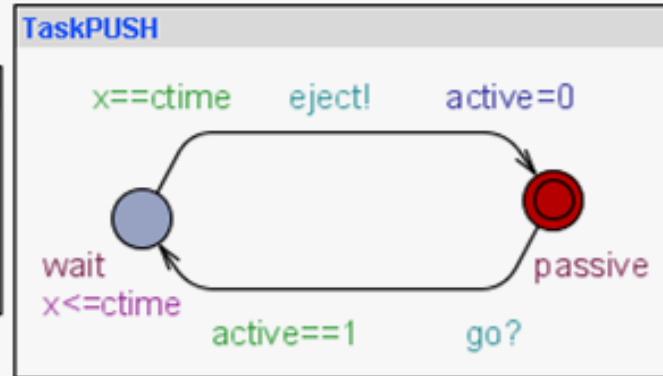 TaskPUSH
x==ctime eject! active=0
wait passive
x<=ctime
active==1 go?